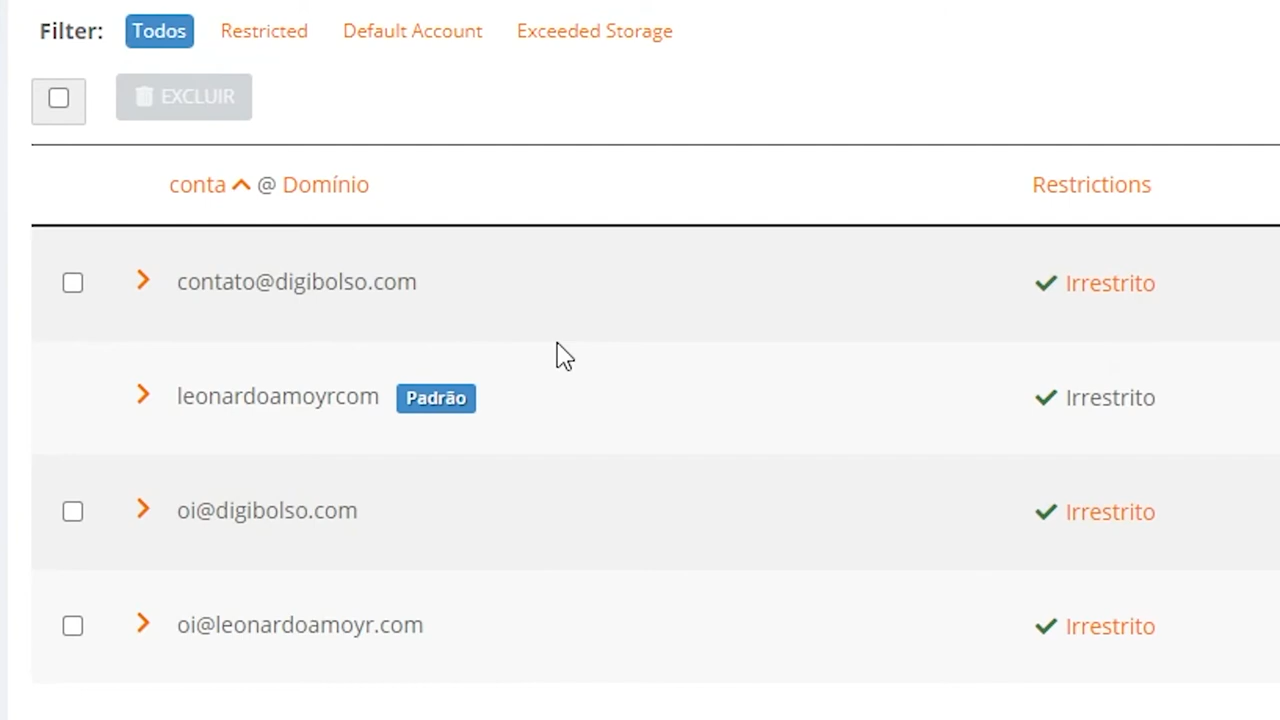 Filter: Todos Restricted Default Account Exceeded Storage
EXCLUIR
conta @ Domínio Restrictions
contato@digibolso.com Irrestrito
leonardoamoyrcom Padrão Irrestrito
oi@digibolso.com Irrestrito
oi@leonardoamoyr.com Irrestrito